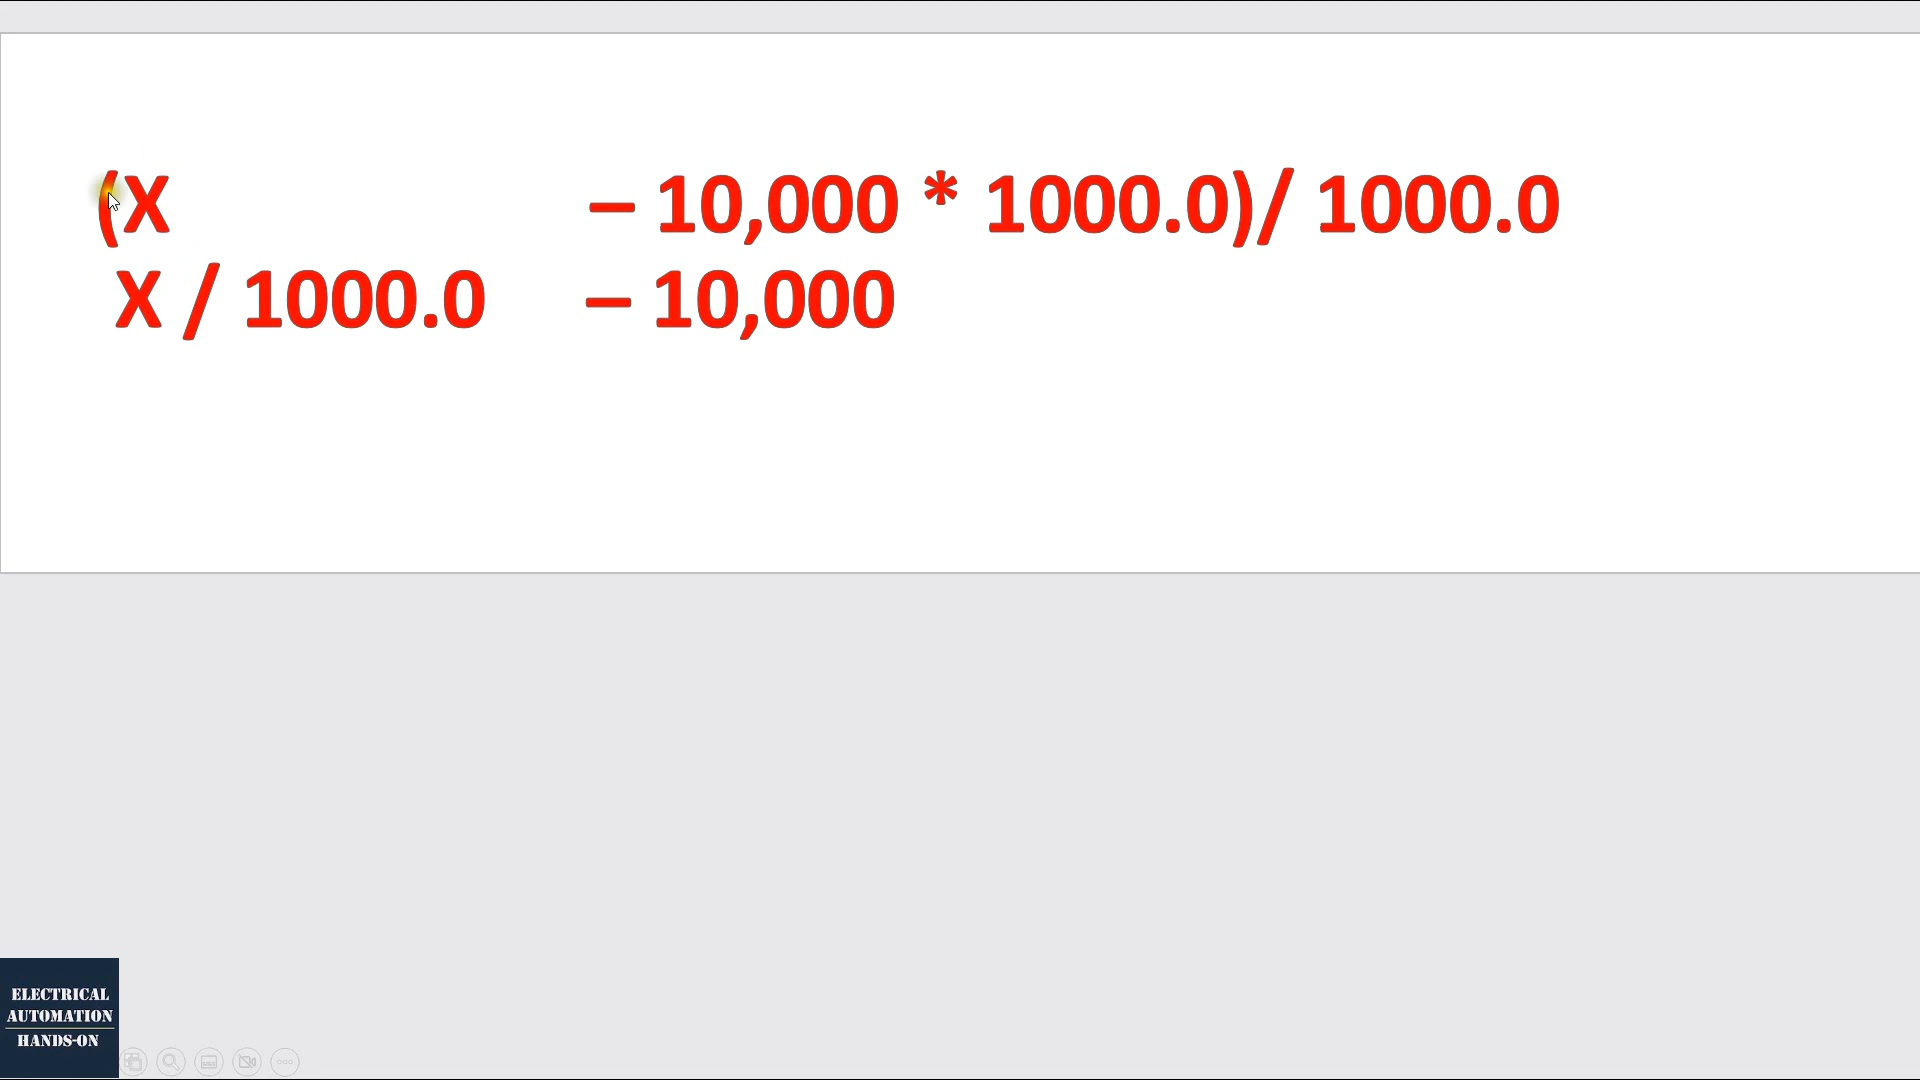 (X – 10,000 * 1000.0)/ 1000.0
X / 1000.0 – 10,000
ELECTRICAL
AUTOMATION
HANDS-ON